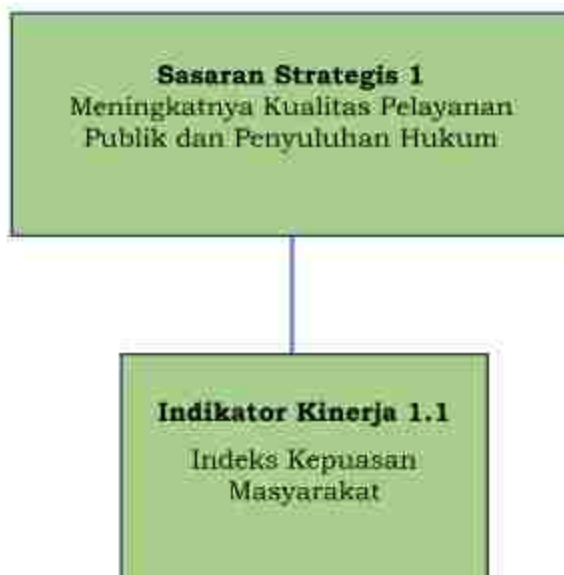 Sasaran Strategis 1
Meningkatnya Kualitas Pelayanan
Publik dan Penyuluhan Hukum
Indikator Kinerja 1.1
Indeks Kepuasan
Masyarakat